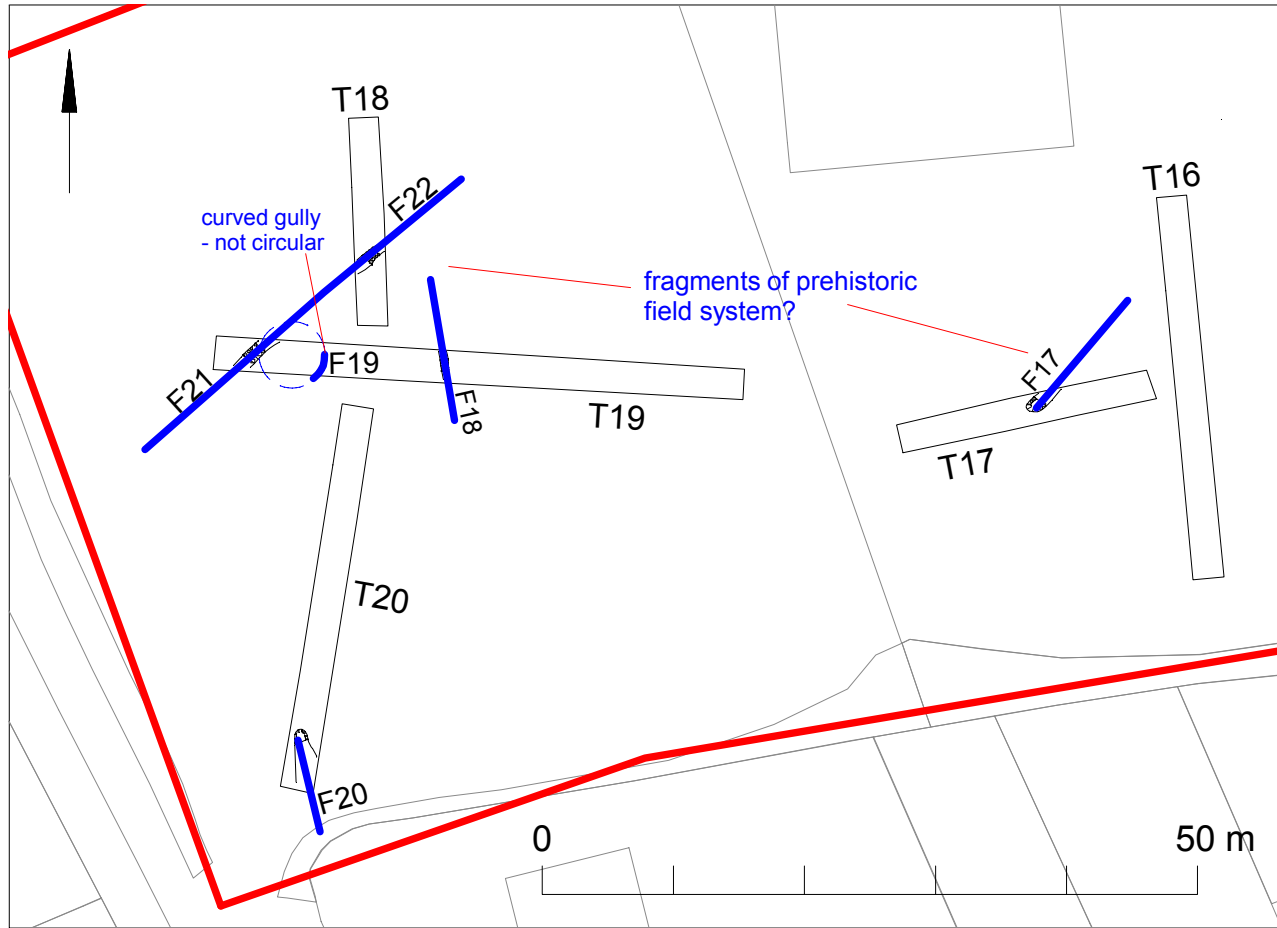 T18
T16
F22
curved gully
- not circular
fragments of prehistoric
field system?
F19
F17
F21
F18
T19
T17
T20
F20
0
50 m